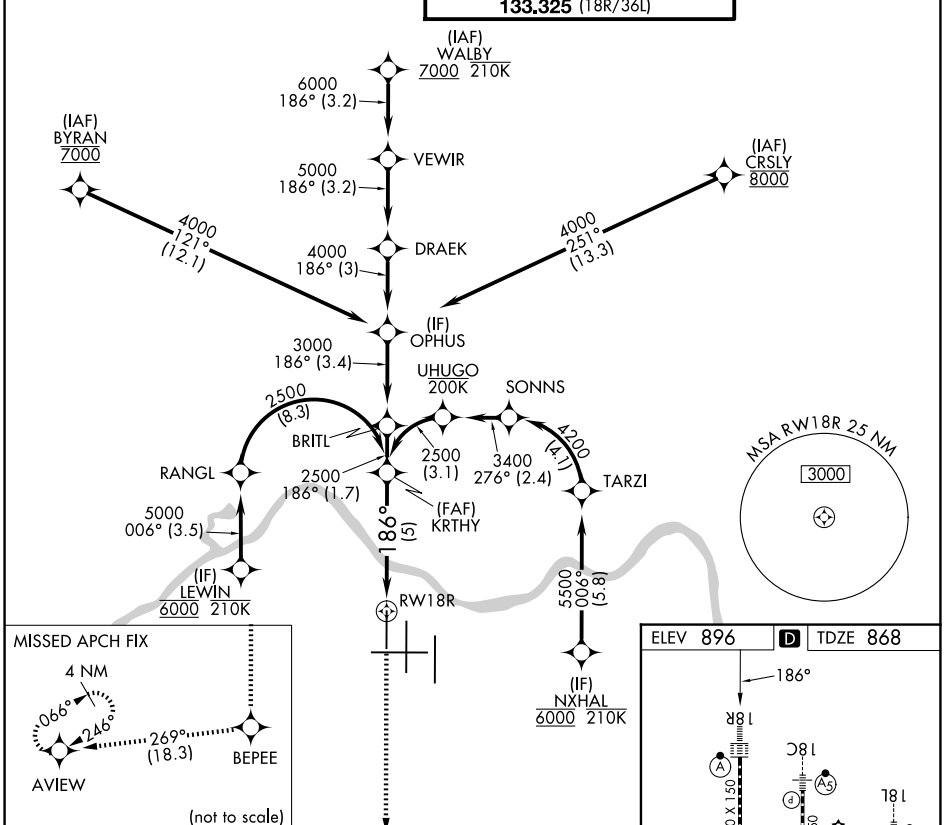 133.325 (18R/36L)
(IAF)
WALBY
7000 210K
6000
186° (3.2)
(IAF)
BYRAN
7000
VEWIR
(IAF)
CRSLY
8000
5000
186° (3.2)
4000
121°
(12.1)
4000
251°
(13.3)
DRAEK
4000
186° (3)
(IF)
OPHUS
3000
186° (3.4)
UHUGO
200K
SONNS
2500
(8.3)
BRITL
4200
(4.1)
2500
(3.1)
3400
276° (2.4)
MSA RW18R 25 NM
3000
RANGL
2500
186° (1.7)
TARZI
(FAF)
KRTHY
5000
006° (3.5)
186°
(5)
5500
006°
(5.8)
(IF)
LEWIN
6000 210K
RW18R
(IF)
NXHAL
6000 210K
MISSED APCH FIX
4 NM
066°
246°
269°
(18.3)
AVIEW
BEPEE
(not to scale)
ELEV 896
D
TDZE 868
186°
18R
18C
18L
A
A5
P
0 X 150
50